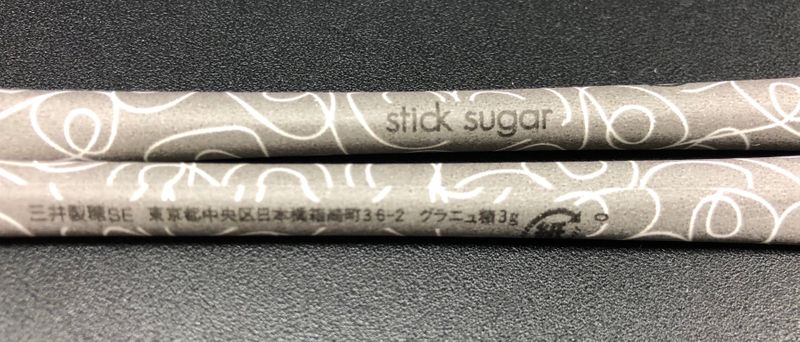 stick sugar
三井製糖SE 東京都中央区日本橋箱崎町36-2 グラニュ糖3g
紙